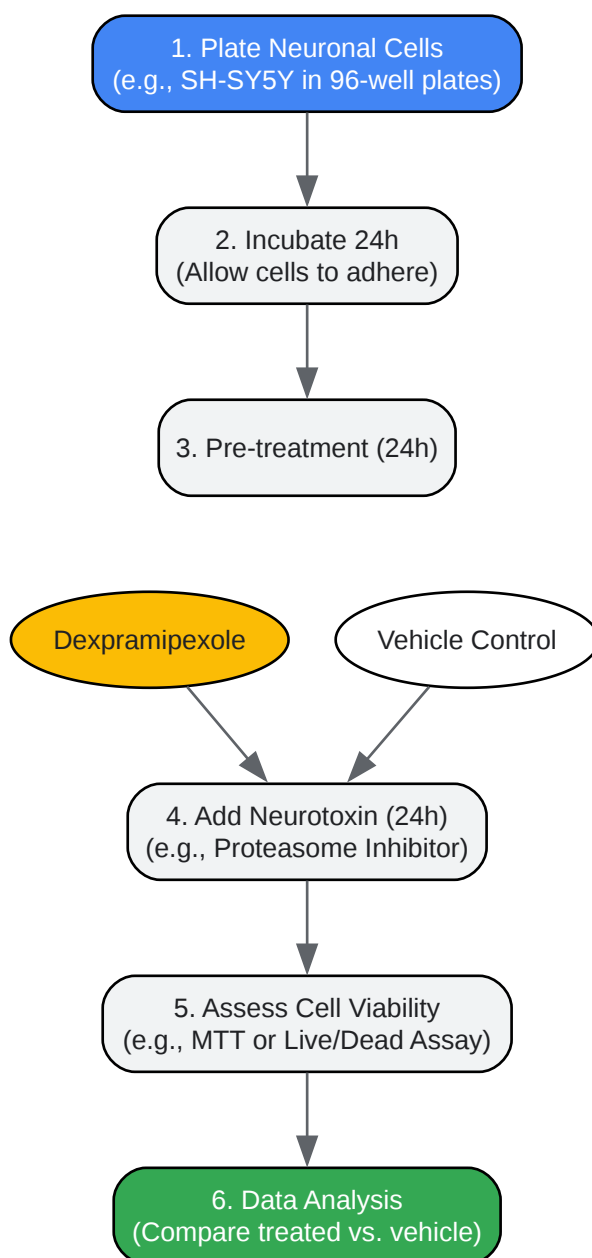 1. Plate Neuronal Cells
(e.g., SH-SY5Y in 96-well plates)
2. Incubate 24h
(Allow cells to adhere)
3. Pre-treatment (24h)
Dexpramipexole
Vehicle Control
4. Add Neurotoxin (24h)
(e.g., Proteasome Inhibitor)
5. Assess Cell Viability
(e.g., MTT or Live/Dead Assay)
6. Data Analysis
(Compare treated vs. vehicle)